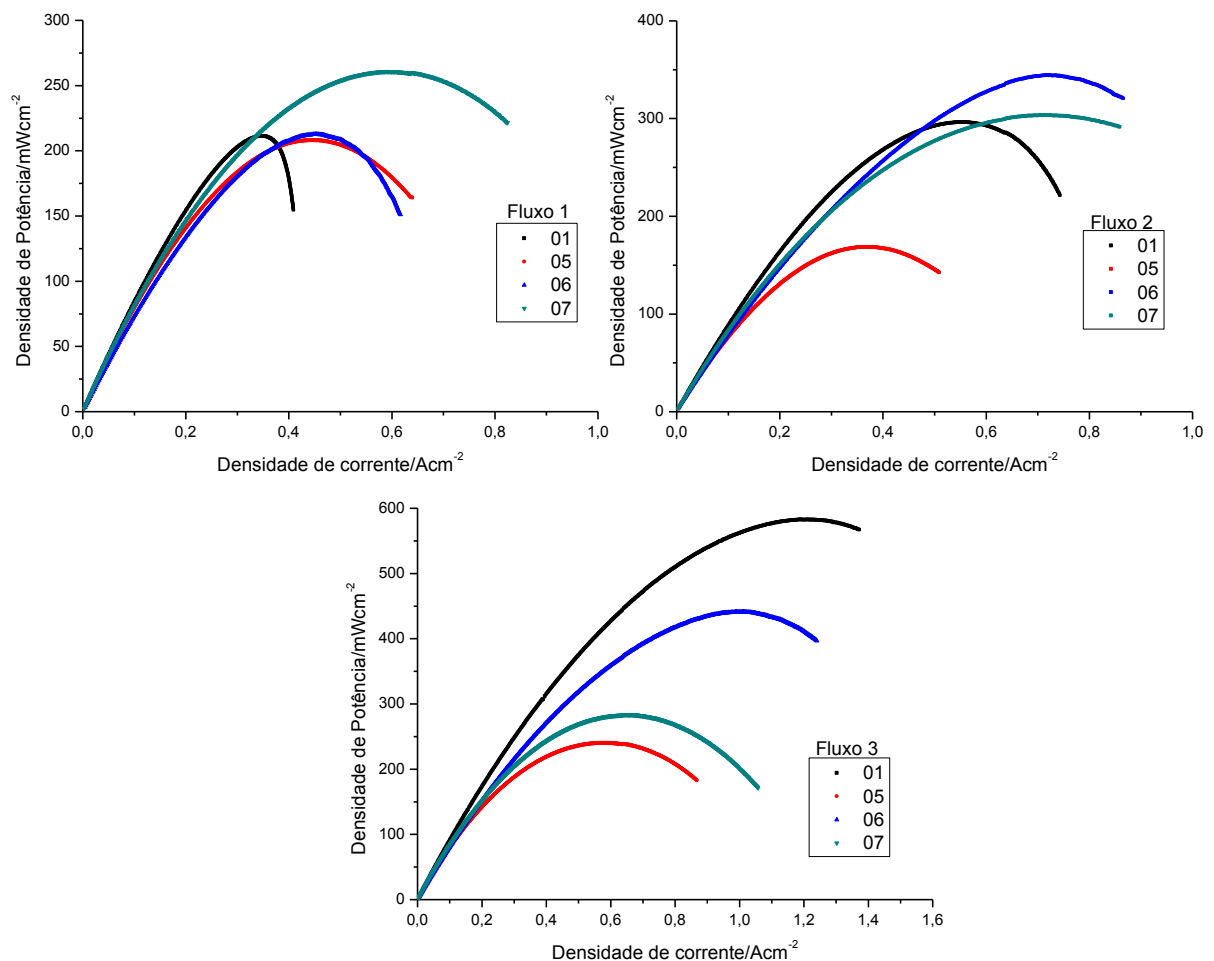 300
250
200
150
100
50
0
Densidade de Potência/mWcm-2
0,0 0,2 0,4 0,6 0,8 1,0
Densidade de corrente/Acm-2
Fluxo 1
01
05
06
07
400
300
200
100
0
Densidade de Potência/mWcm-2
0,0 0,2 0,4 0,6 0,8 1,0
Densidade de corrente/Acm-2
Fluxo 2
01
05
06
07
600
500
400
300
200
100
0
Densidade de Potência/mWcm-2
0,0 0,2 0,4 0,6 0,8 1,0 1,2 1,4 1,6
Densidade de corrente/Acm-2
Fluxo 3
01
05
06
07